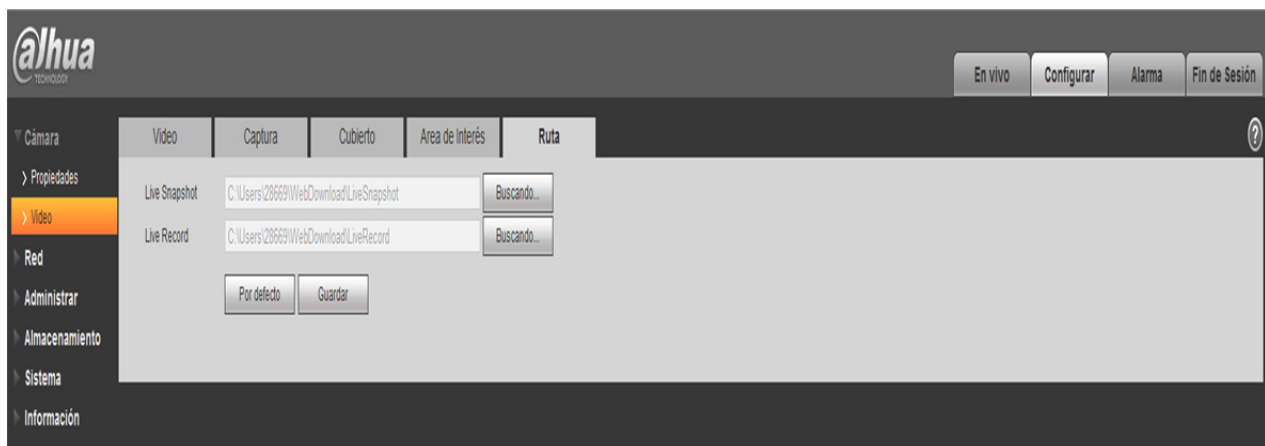 alhua
TECHNOLOGY
En vivo Configurar Alarma Fin de Sesión
Cámara
Propiedades
Video
Red
Administrar
Almacenamiento
Sistema
Información
Video Captura Cubierto Area de Interés Ruta ?
Live Snapshot C:\Users\28669\WebDownload\LiveSnapshot Buscando...
Live Record C:\Users\28669\WebDownload\LiveRecord Buscando...
Por defecto Guardar